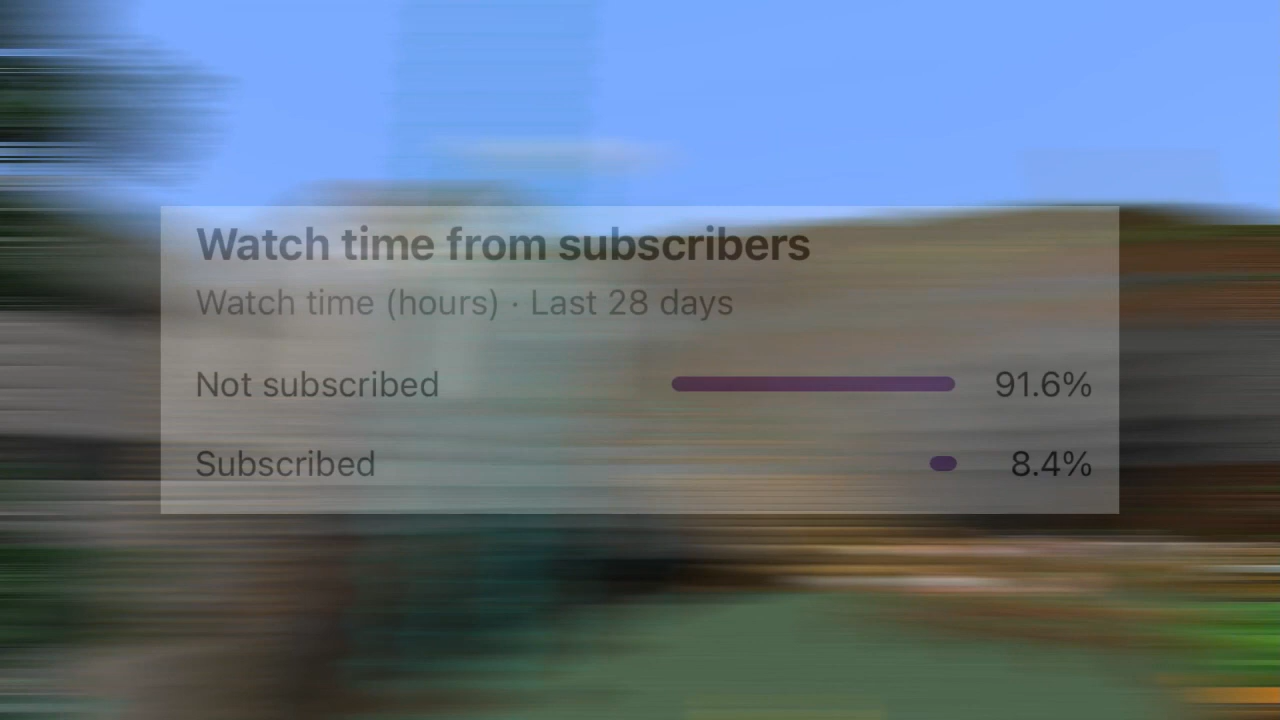 Watch time from subscribers
Watch time (hours) · Last 28 days
Not subscribed 91.6%
Subscribed 8.4%